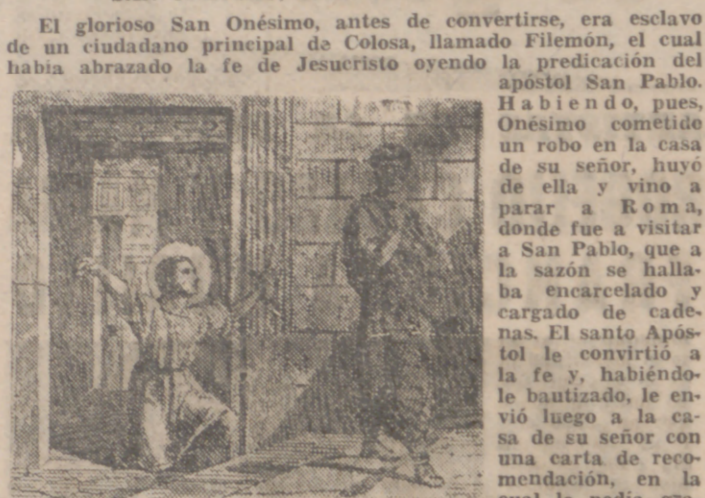 El glorioso San Onésimo, antes de convertirse, era esclavo
de un ciudadano principal de Colosa, llamado Filemón, el cual
había abrazado la fe de Jesucristo oyendo la predicación del
apóstol San Pablo.
Habiendo, pues,
Onésimo cometido
un robo en la casa
de su señor, huyó
de ella y vino a
parar a Roma,
donde fue a visitar
a San Pablo, que a
la sazón se halla-
ba encarcelado y
cargado de cade-
nas. El santo Após-
tol le convirtió a
la fe y, habiéndo-
le bautizado, le en-
vió luego a la ca-
sa de su señor con
una carta de reco-
mendación, en la